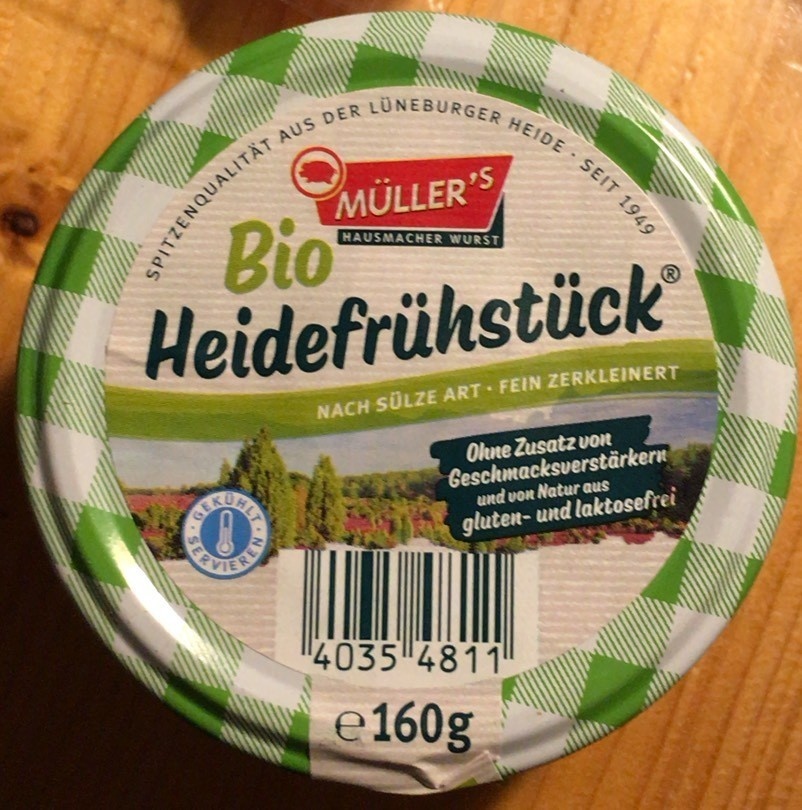 SPITZENQUALITÄT AUS DER LÜNEBURGER HEIDE · SEIT 1949
MÜLLER'S
HAUSMACHER WURST
Bio
Heidefrühstück®
NACH SÜLZE ART · FEIN ZERKLEINERT
Ohne Zusatz von
Geschmacksverstärkern
und von Natur aus
gluten- und laktosefrei
GEKÜHLT
· SERVIEREN ·
4035 4811
℮ 160g